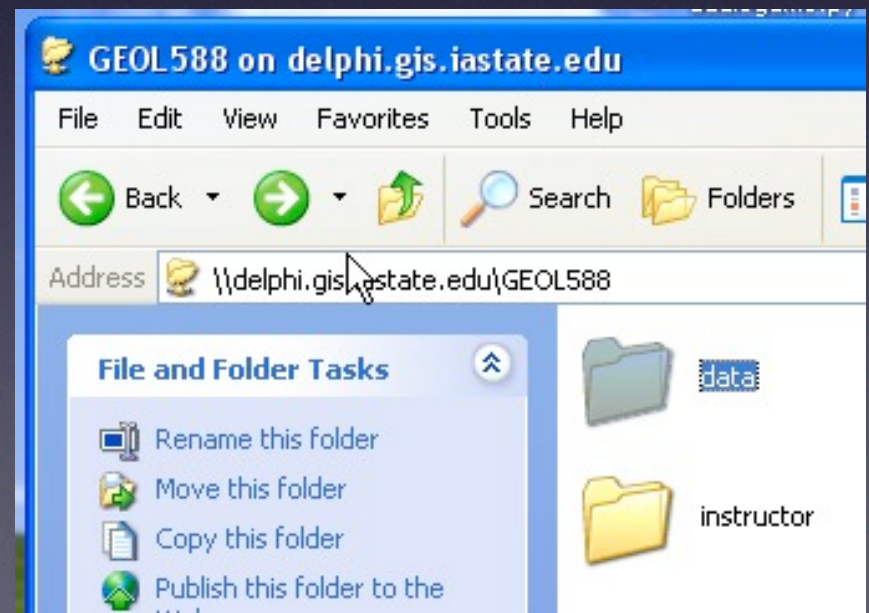 GEOL588 on delphi.gis.iastate.edu
File Edit View Favorites Tools Help
Back Search Folders
Address \\delphi.gis.iastate.edu\GEOL588
File and Folder Tasks
data
Rename this folder
Move this folder
instructor
Copy this folder
Publish this folder to the